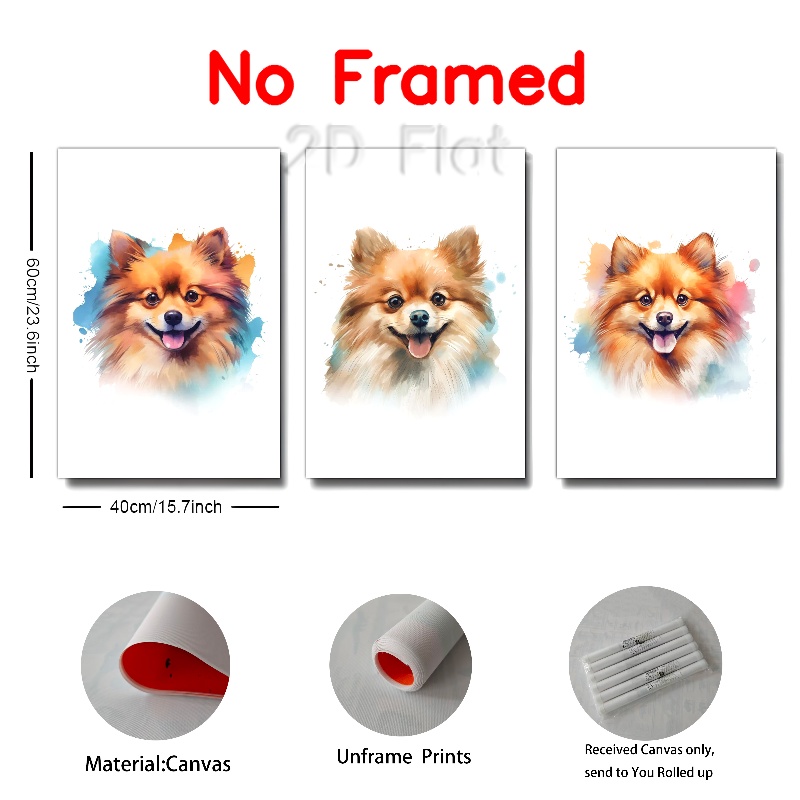 No Framed
2D Flat
60cm/23.6inch
40cm/15.7inch
Material:Canvas
Unframe Prints
Received Canvas only,
send to You Rolled up